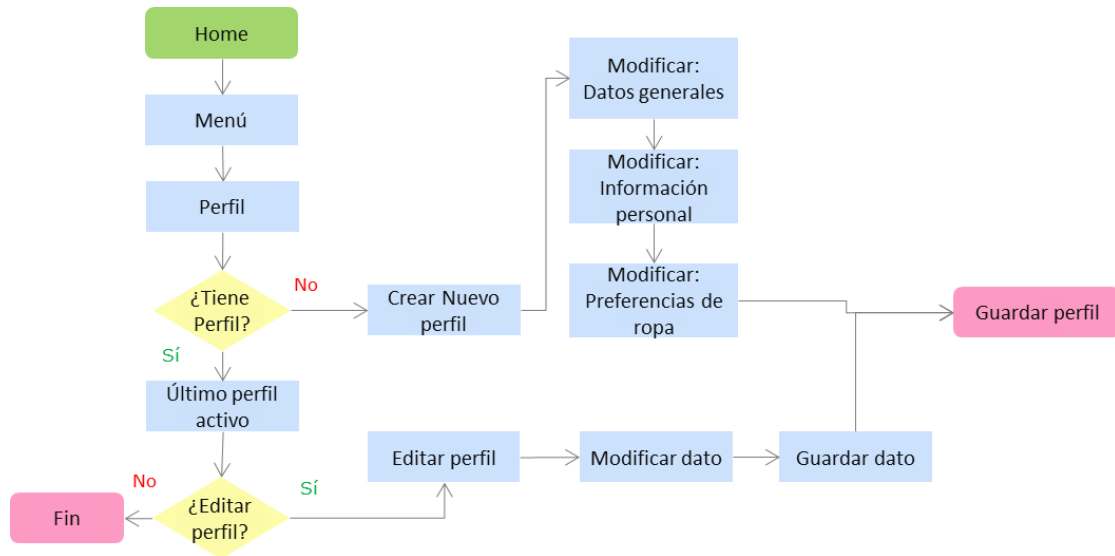 Home
Menú
Perfil
¿Tiene
Perfil?
No
Sí
Crear Nuevo
perfil
Modificar:
Datos generales
Modificar:
Información
personal
Modificar:
Preferencias de
ropa
Guardar perfil
Último perfil
activo
¿Editar
perfil?
No
Sí
Fin
Editar perfil
Modificar dato
Guardar dato